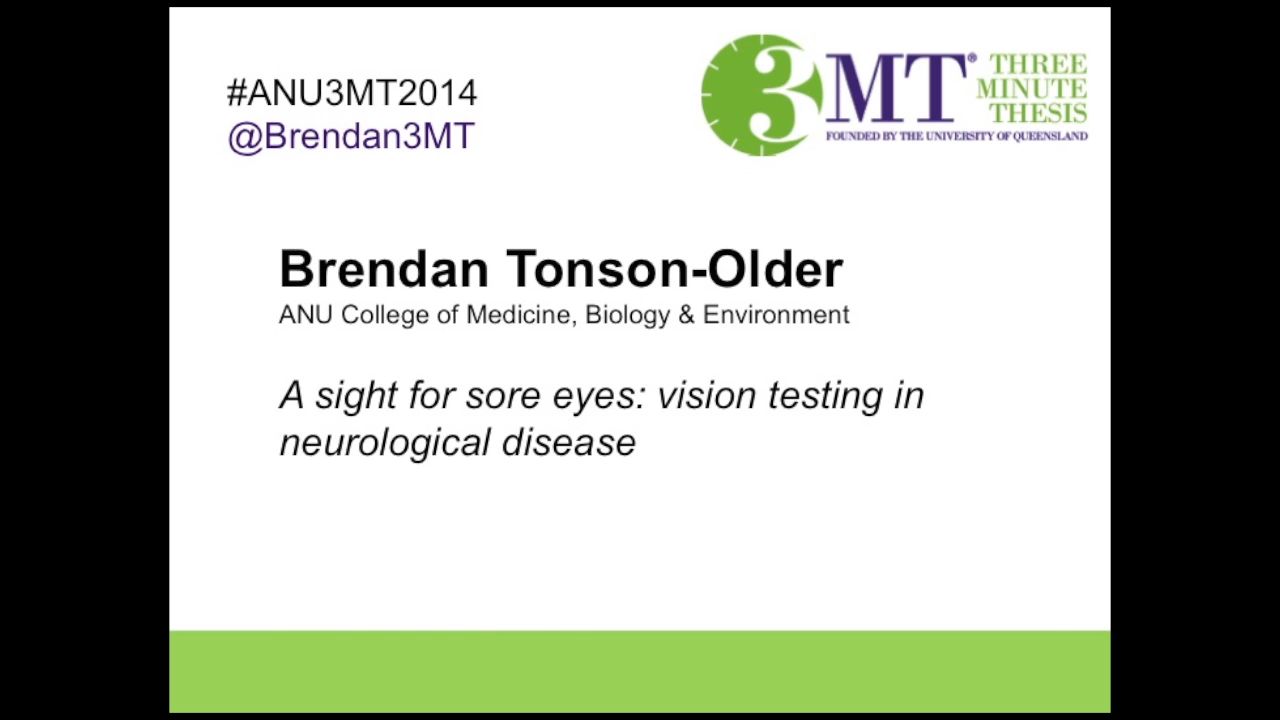 #ANU3MT2014
@Brendan3MT
3MT® THREE MINUTE THESIS
FOUNDED BY THE UNIVERSITY OF QUEENSLAND
Brendan Tonson-Older
ANU College of Medicine, Biology & Environment
A sight for sore eyes: vision testing in
neurological disease